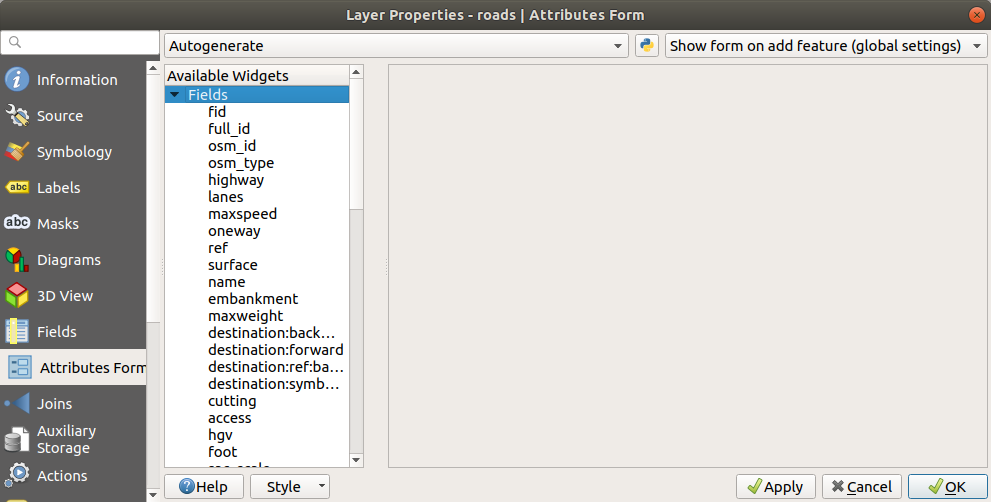 Layer Properties - roads | Attributes Form
Autogenerate
Show form on add feature (global settings)
Information
Source
Symbology
abc Labels
abc Masks
Diagrams
3D View
Fields
Attributes Form
Joins
Auxiliary
Storage
Actions
Available Widgets
Fields
fid
full_id
osm_id
osm_type
highway
lanes
maxspeed
oneway
ref
surface
name
embankment
maxweight
destination:back...
destination:forward
destination:ref:ba...
destination:symb...
cutting
access
hgv
foot
Help
Style
Apply
Cancel
OK